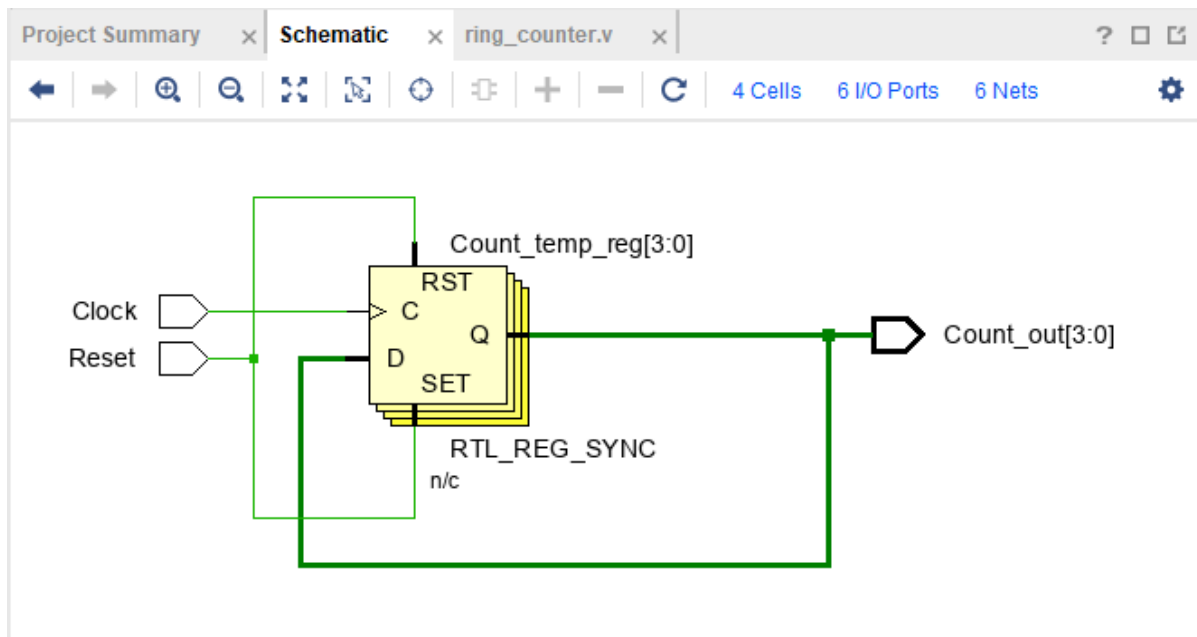 Project Summary × Schematic × ring_counter.v × ?
4 Cells 6 I/O Ports 6 Nets
Count_temp_reg[3:0]
RST
Clock
C
Q
Count_out[3:0]
Reset
D
SET
RTL_REG_SYNC
n/c